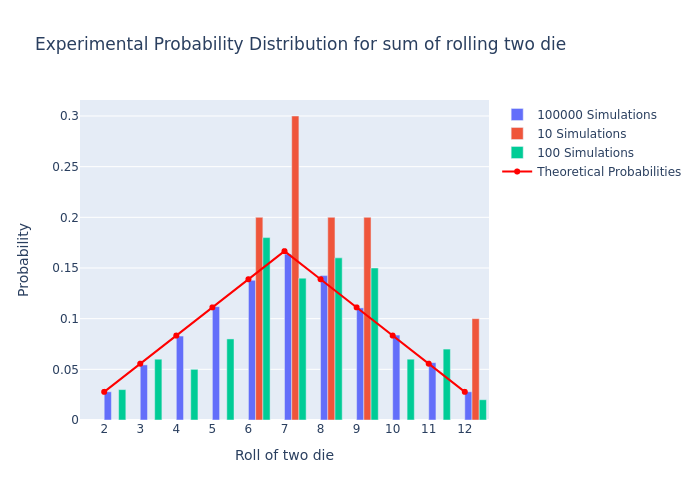 Experimental Probability Distribution for sum of rolling two die
100000 Simulations
10 Simulations
100 Simulations
Theoretical Probabilities
Probability
0.3
0.25
0.2
0.15
0.1
0.05
0
2 3 4 5 6 7 8 9 10 11 12
Roll of two die